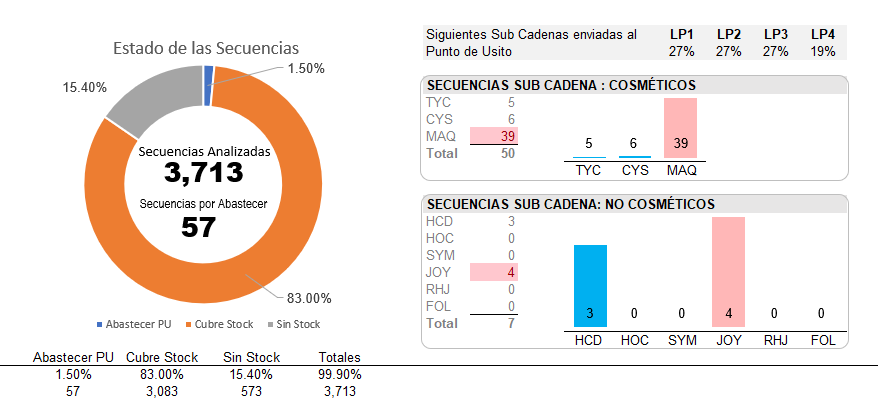 Estado de las Secuencias
1.50%
15.40%
Secuencias Analizadas
3,713
Secuencias por Abastecer
57
83.00%
Abastecer PU Cubre Stock Sin Stock
Abastecer PU Cubre Stock Sin Stock Totales
1.50% 83.00% 15.40% 99.90%
57 3,083 573 3,713
Siguientes Sub Cadenas enviadas al LP1 LP2 LP3 LP4
Punto de Usito 27% 27% 27% 19%
SECUENCIAS SUB CADENA : COSMÉTICOS
TYC 5
CYS 6
MAQ 39
Total 50
5 6 39
TYC CYS MAQ
SECUENCIAS SUB CADENA: NO COSMÉTICOS
HCD 3
HOC 0
SYM 0
JOY 4
RHJ 0
FOL 0
Total 7
3 0 0 4 0 0
HCD HOC SYM JOY RHJ FOL